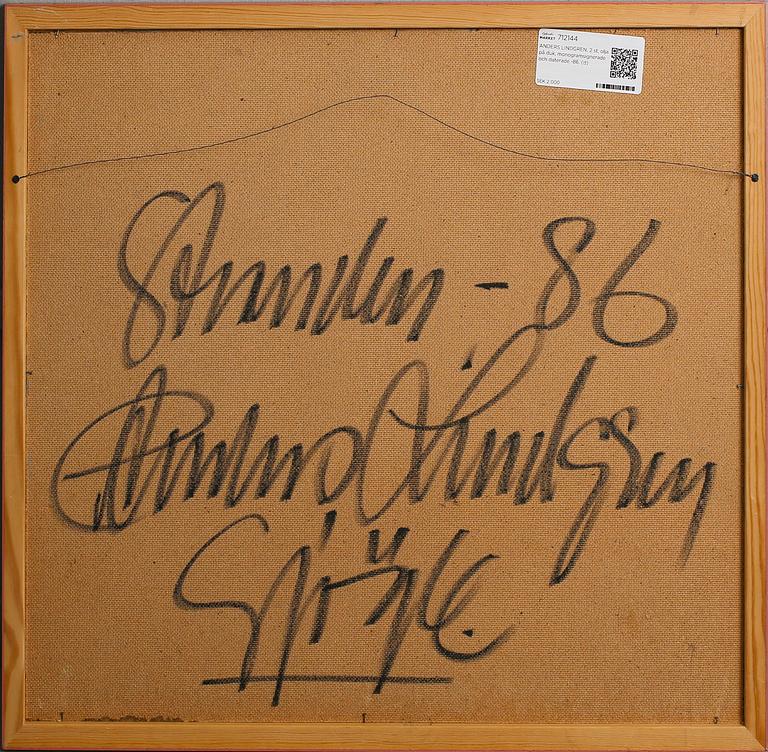 MARKET 712144
ANDERS LINDGREN, 2 st, olja
på duk, monogramsignerade
och daterade -86. (d)
SEK 2 000
Stunden - 86
Anders Lindgren